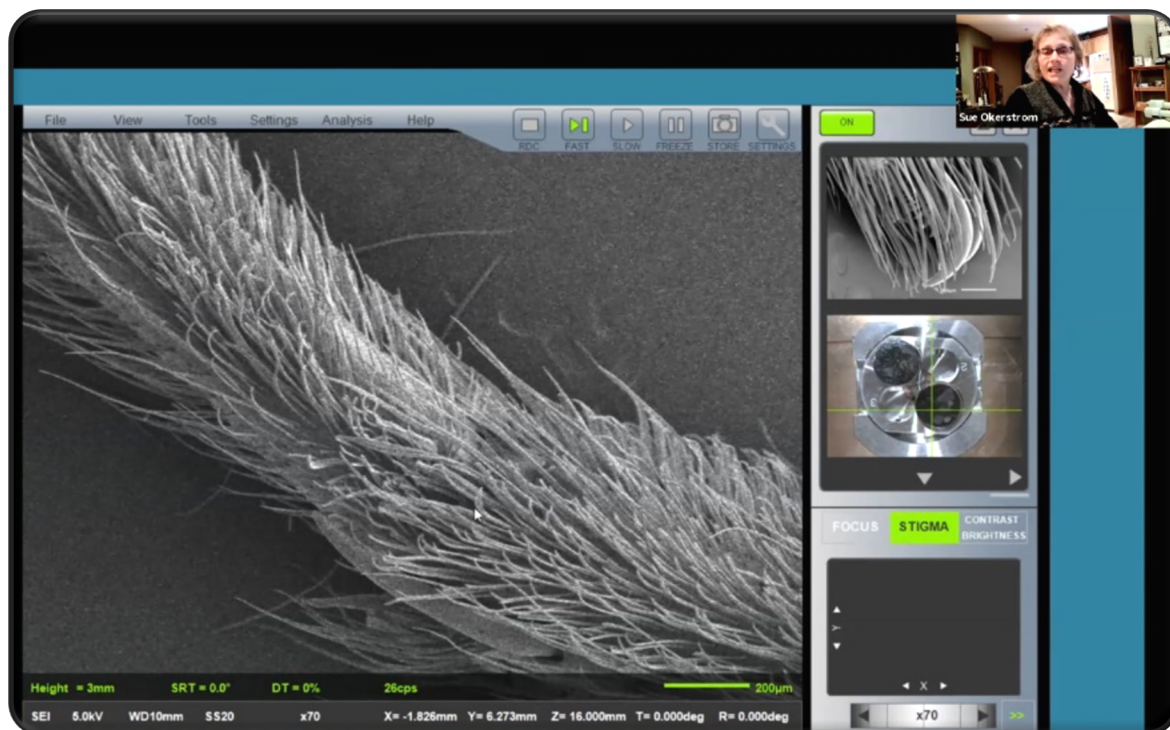 Sue Okerstrom
File View Tools Settings Analysis Help
RDC FAST SLOW FREEZE STORE SETTINGS
ON
2
3
FOCUS STIGMA CONTRAST
BRIGHTNESS
Y
X
Height = 3mm SRT = 0.0° DT = 0% 26cps 200µm
SEI 5.0kV WD10mm SS20 x70 X= -1.826mm Y= 6.273mm Z= 16.000mm T= 0.000deg R= 0.000deg
x70 >>